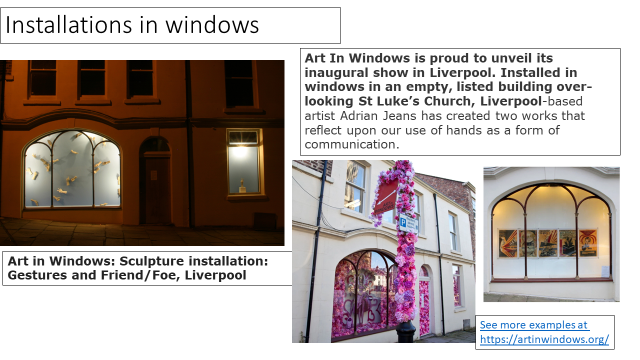 Installations in windows
Art In Windows is proud to unveil its
inaugural show in Liverpool. Installed in
windows in an empty, listed building over-
looking St Luke's Church, Liverpool-based
artist Adrian Jeans has created two works that
reflect upon our use of hands as a form of
communication.
Art in Windows: Sculpture installation:
Gestures and Friend/Foe, Liverpool
See more examples at
https://artinwindows.org/